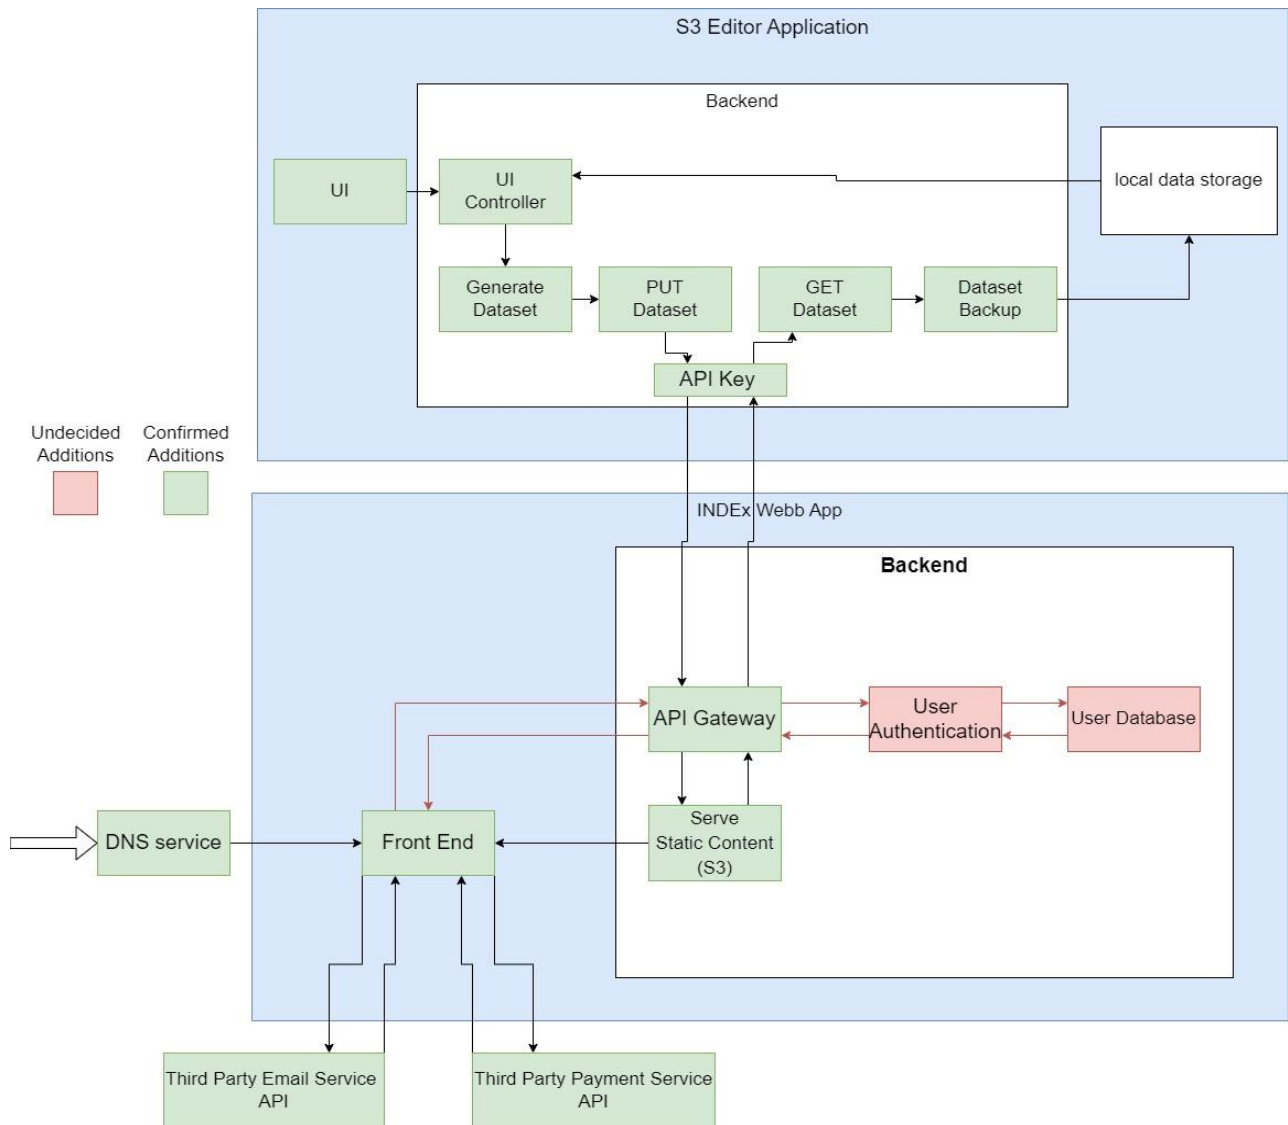 S3 Editor Application
Backend
UI
UI
Controller
local data storage
Generate
Dataset
PUT
Dataset
GET
Dataset
Dataset
Backup
API Key
Undecided
Additions
Confirmed
Additions
INDEx Webb App
Backend
API Gateway
User
Authentication
User Database
DNS service
Front End
Serve
Static Content
(S3)
Third Party Email Service
API
Third Party Payment Service
API